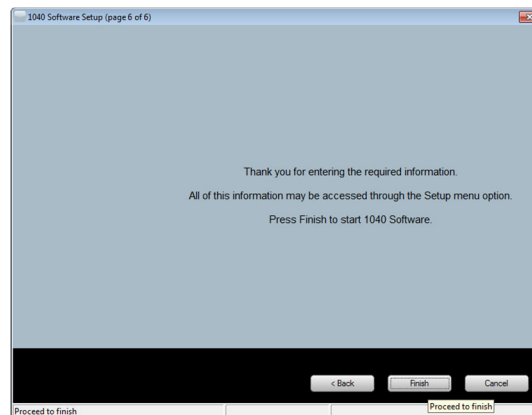 1040 Software Setup (page 6 of 6)
Thank you for entering the required information.
All of this information may be accessed through the Setup menu option.
Press Finish to start 1040 Software.
< Back
Finish
Cancel
Proceed to finish
Proceed to finish